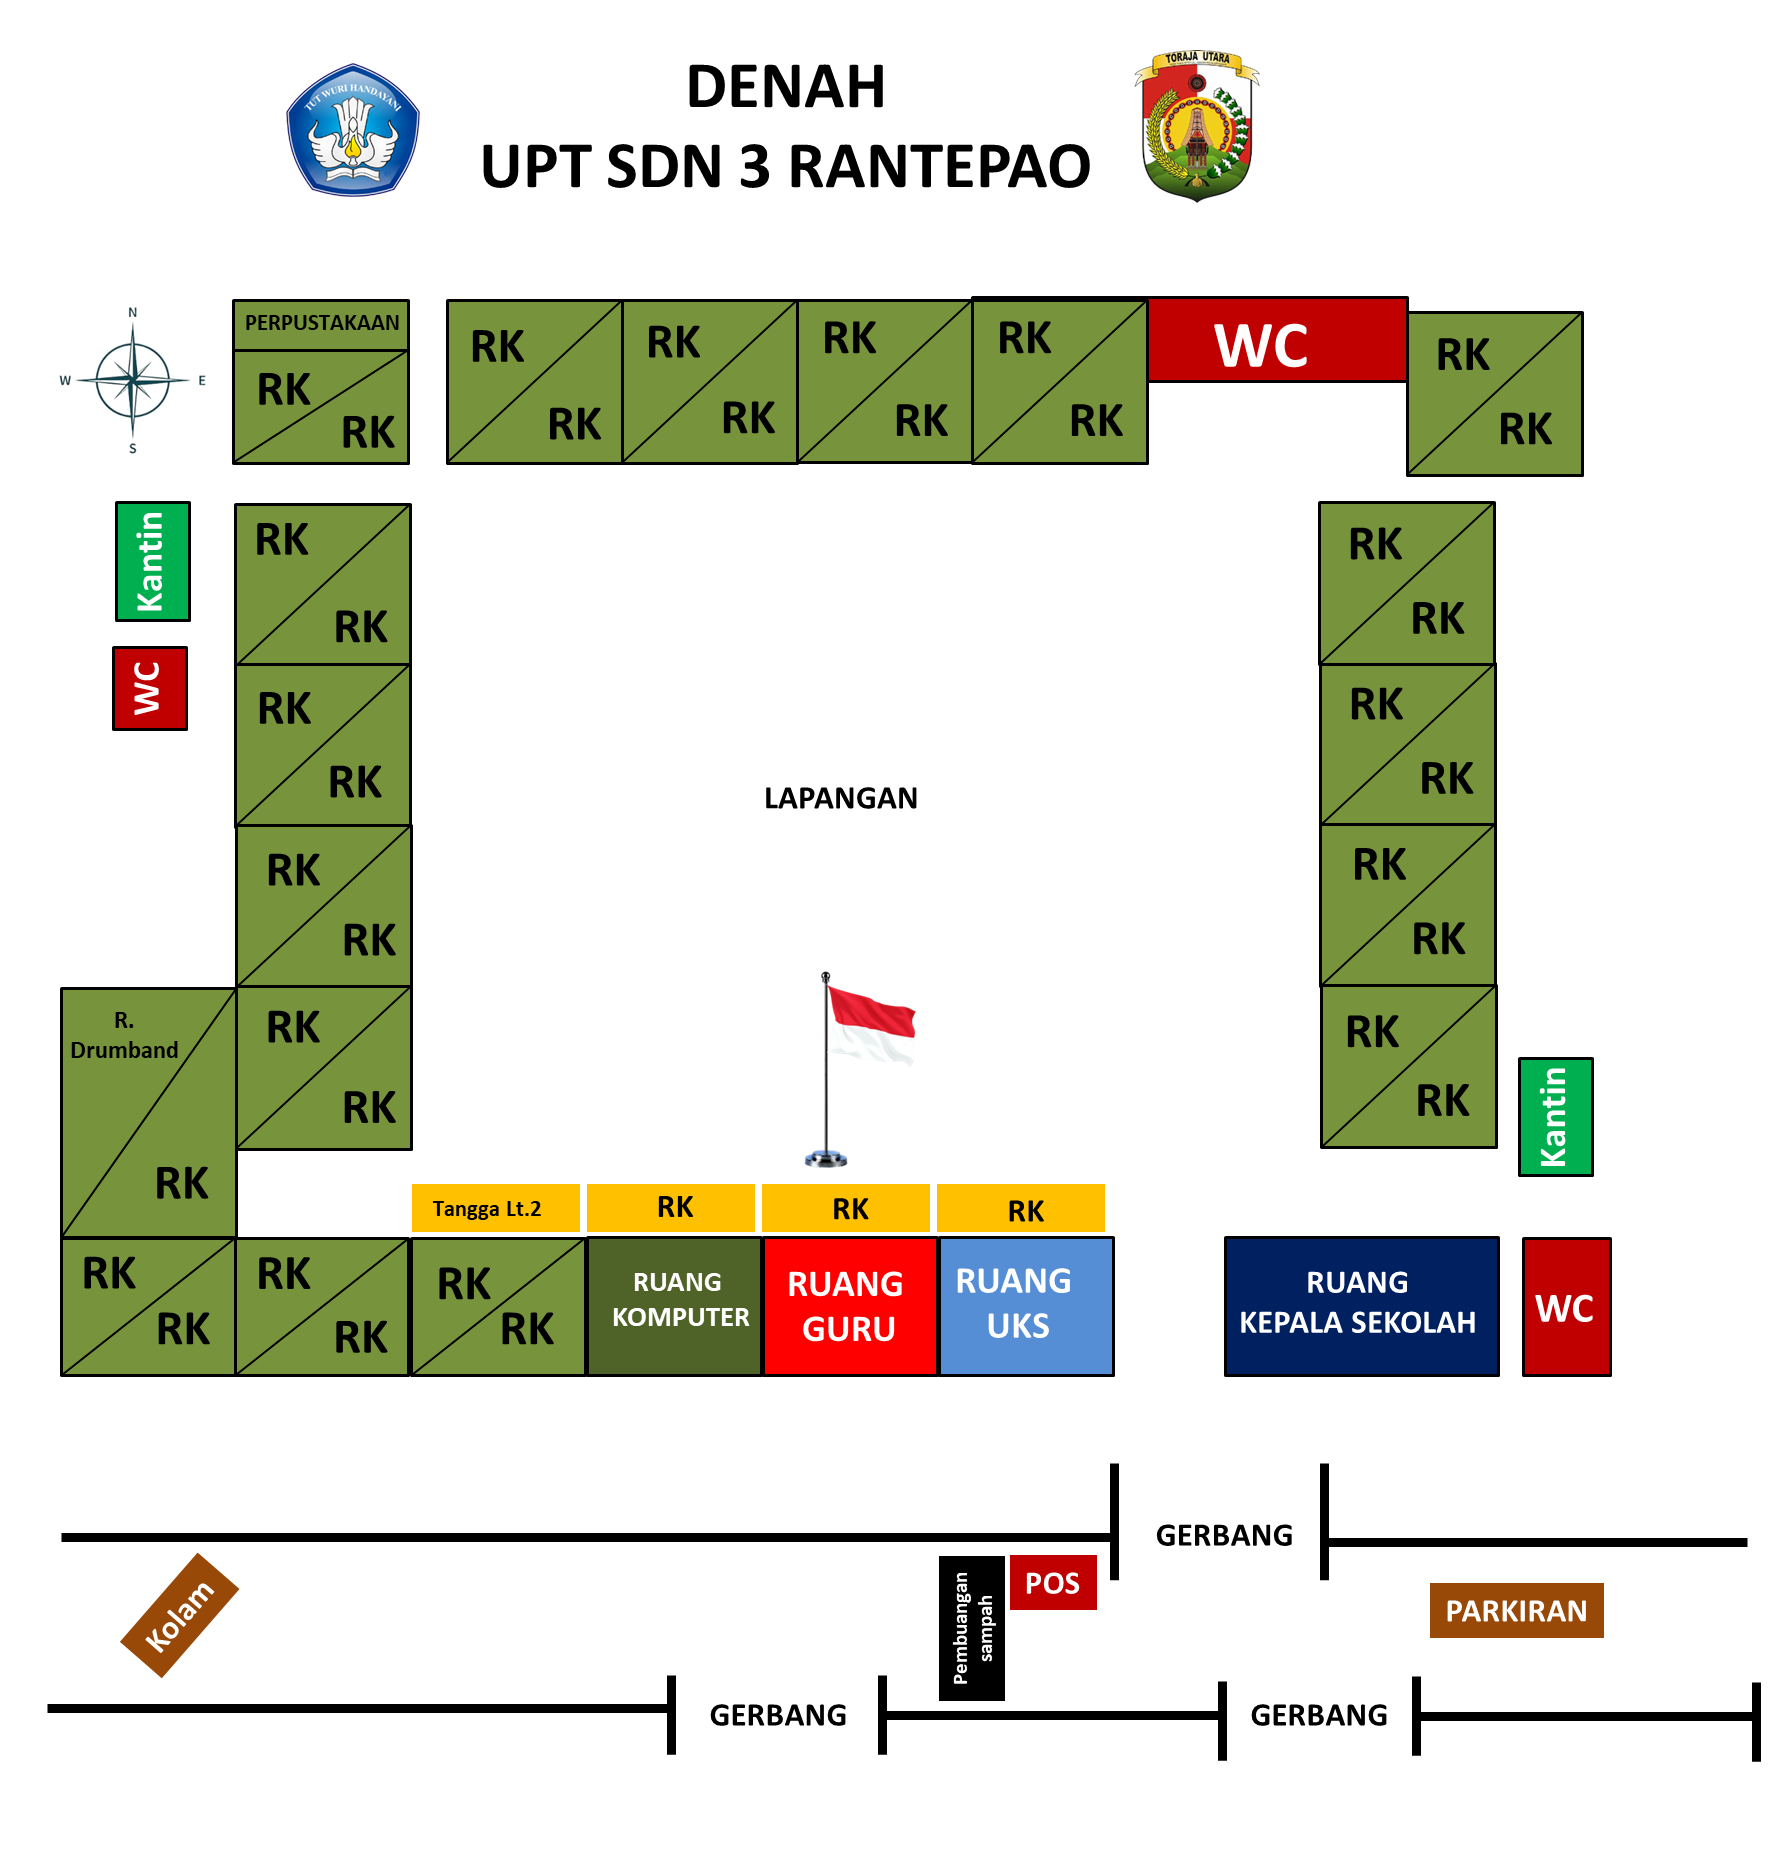 DENAH
UPT SDN 3 RANTEPAO
TUT WURI HANDAYANI
TORAJA UTARA
N
W
E
S
PERPUSTAKAAN
RK
RK
RK
RK
RK
RK
RK
RK
RK
RK
WC
RK
RK
Kantin
WC
RK
RK
RK
RK
RK
RK
RK
RK
R.
Drumband
RK
LAPANGAN
RK
RK
RK
RK
RK
RK
RK
RK
Kantin
Tangga Lt.2
RK
RK
RK
RK
RK
RK
RK
RK
RK
RUANG
KOMPUTER
RUANG
GURU
RUANG
UKS
RUANG
KEPALA SEKOLAH
WC
GERBANG
Kolam
Pembuangan
sampah
POS
PARKIRAN
GERBANG
GERBANG